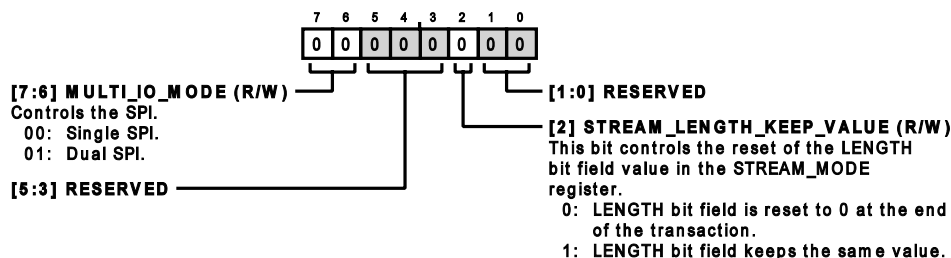 7 6 5 4 3 2 1 0
0 0 0 0 0 0 0 0
[7:6] MULTI_IO_MODE (R/W)
Controls the SPI.
00: Single SPI.
01: Dual SPI.
[5:3] RESERVED
[1:0] RESERVED
[2] STREAM_LENGTH_KEEP_VALUE (R/W)
This bit controls the reset of the LENGTH
bit field value in the STREAM_MODE
register.
0: LENGTH bit field is reset to 0 at the end
of the transaction.
1: LENGTH bit field keeps the same value.